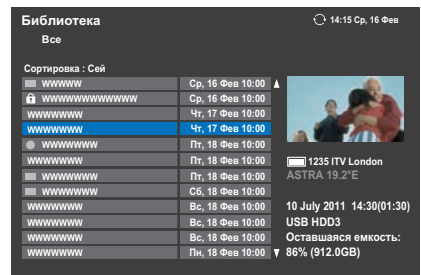 Библиотека
14:15 Ср, 16 Фев
Все
Сортировка : Сей
wwwww Ср, 16 Фев 10:00
wwwwwwwwwwww Ср, 16 Фев 10:00
wwwwwww Чт, 17 Фев 10:00
wwwwwww Чт, 17 Фев 10:00
wwwwwww Пт, 18 Фев 10:00
wwwwwww Пт, 18 Фев 10:00
wwwwwww Пт, 18 Фев 10:00
wwwwwww Сб, 18 Фев 10:00
wwwwwww Вс, 18 Фев 10:00
wwwwwww Вс, 18 Фев 10:00
wwwwwww Вс, 18 Фев 10:00
wwwwwww Пн, 18 Фев 10:00
1235 ITV London
ASTRA 19.2°E
10 July 2011 14:30(01:30)
USB HDD3
Оставшаяся емкость:
86% (912.0GB)